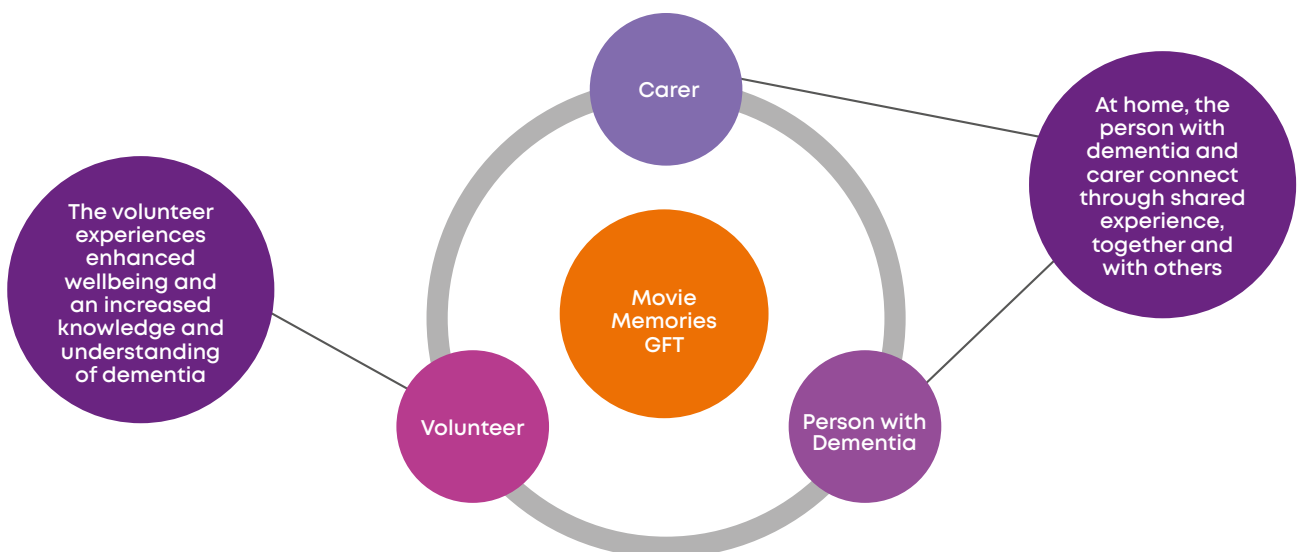 Carer
At home, the
person with
dementia and
carer connect
through shared
experience,
together and
with others
The volunteer
experiences
enhanced
wellbeing and
an increased
knowledge and
understanding
of dementia
Movie
Memories
GFT
Volunteer
Person with
Dementia